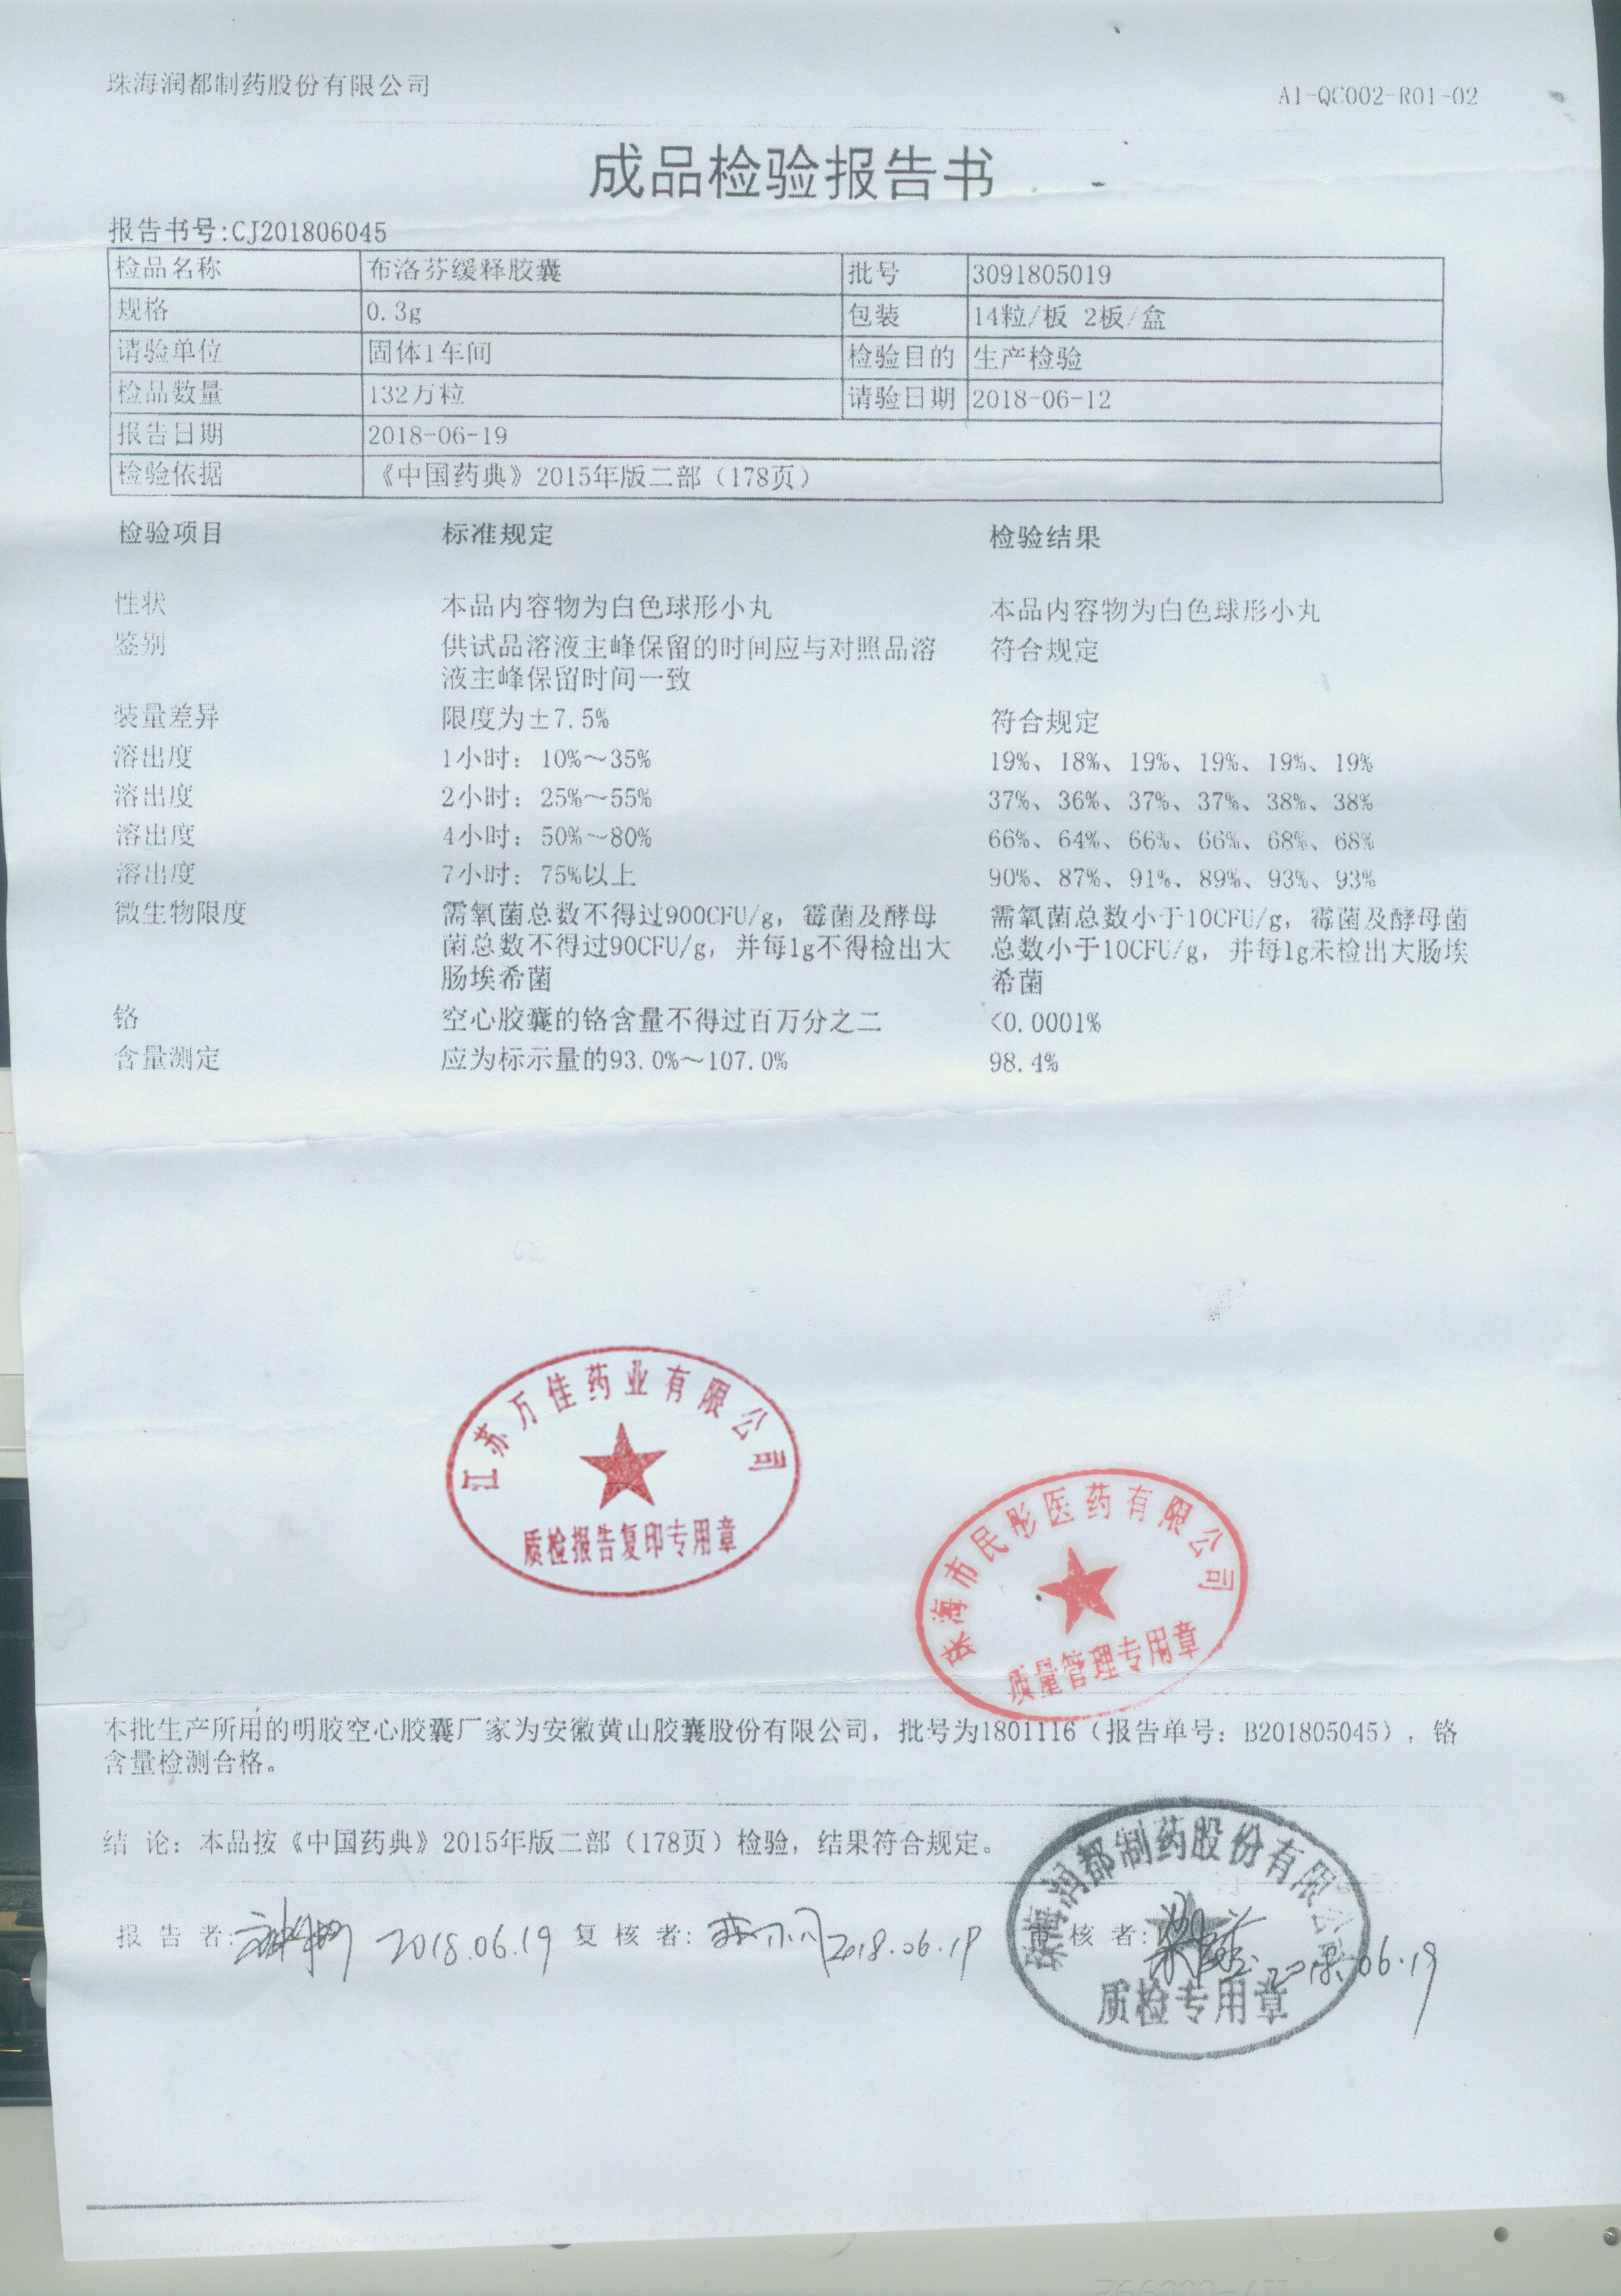 珠海润都制药股份有限公司
A1-QC002-R01-02
成品检验报告书
报告书号:CJ201806045
检品名称 布洛芬缓释胶囊 批号 3091805019
规格 0.3g 包装 14粒/板 2板/盒
请验单位 固体1车间 检验目的 生产检验
检品数量 132万粒 请验日期 2018-06-12
报告日期 2018-06-19
检验依据 《中国药典》2015年版二部（178页）
检验项目 标准规定 检验结果
性状 本品内容物为白色球形小丸 本品内容物为白色球形小丸
鉴别 供试品溶液主峰保留的时间应与对照品溶 符合规定
液主峰保留时间一致
装量差异 限度为±7.5% 符合规定
溶出度 1小时：10%～35% 19%、18%、19%、19%、19%、19%
溶出度 2小时：25%～55% 37%、36%、37%、37%、38%、38%
溶出度 4小时：50%～80% 66%、64%、66%、66%、68%、68%
溶出度 7小时：75%以上 90%、87%、91%、89%、93%、93%
微生物限度 需氧菌总数不得过900CFU/g，霉菌及酵母 需氧菌总数小于10CFU/g，霉菌及酵母菌
菌总数不得过90CFU/g，并每1g不得检出大 总数小于10CFU/g，并每1g未检出大肠埃
肠埃希菌 希菌
铬 空心胶囊的铬含量不得过百万分之二 <0.0001%
含量测定 应为标示量的93.0%～107.0% 98.4%
江苏万佳药业有限公司
质检报告复印专用章
珠海市民彤医药有限公司
质量管理专用章
本批生产所用的明胶空心胶囊厂家为安徽黄山胶囊股份有限公司，批号为1801116（报告单号：B201805045），铬
含量检测合格。
结 论：本品按《中国药典》2015年版二部（178页）检验，结果符合规定。
珠海润都制药股份有限公司
质检专用章
报 告 者: 2018.06.19 复 核 者: 2018.06.19 审 核 者: 2018.06.19